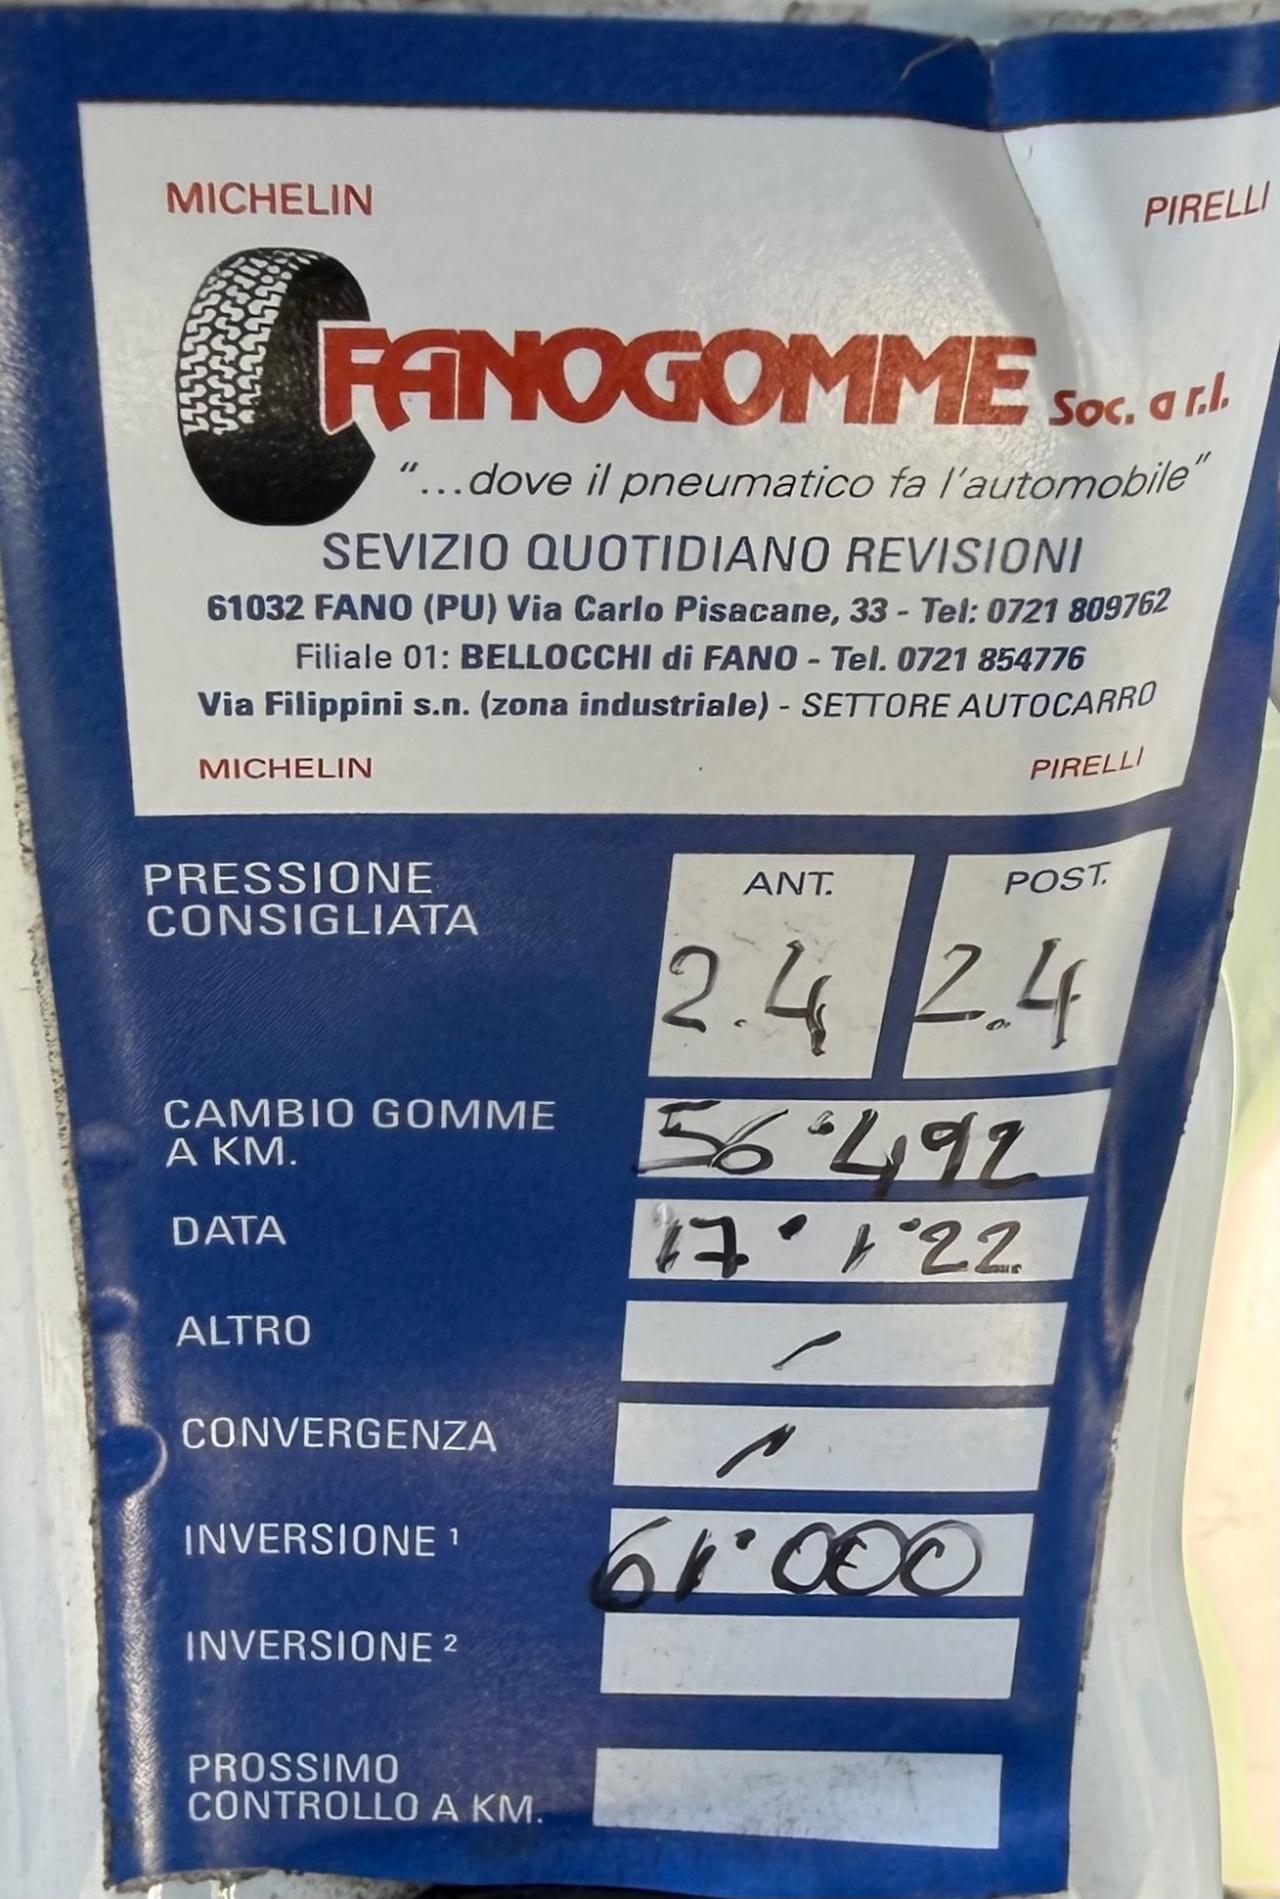 MICHELIN PIRELLI
FANOGOMME Soc. a r.l.
"...dove il pneumatico fa l'automobile"
SEVIZIO QUOTIDIANO REVISIONI
61032 FANO (PU) Via Carlo Pisacane, 33 - Tel: 0721 809762
Filiale 01: BELLOCCHI di FANO - Tel. 0721 854776
Via Filippini s.n. (zona industriale) - SETTORE AUTOCARRO
MICHELIN PIRELLI
PRESSIONE ANT. POST.
CONSIGLIATA 2.4 2.4
CAMBIO GOMME 56.492
A KM.
DATA 17.1.22
ALTRO /
CONVERGENZA /
INVERSIONE ¹ 61.000
INVERSIONE ²
PROSSIMO
CONTROLLO A KM.